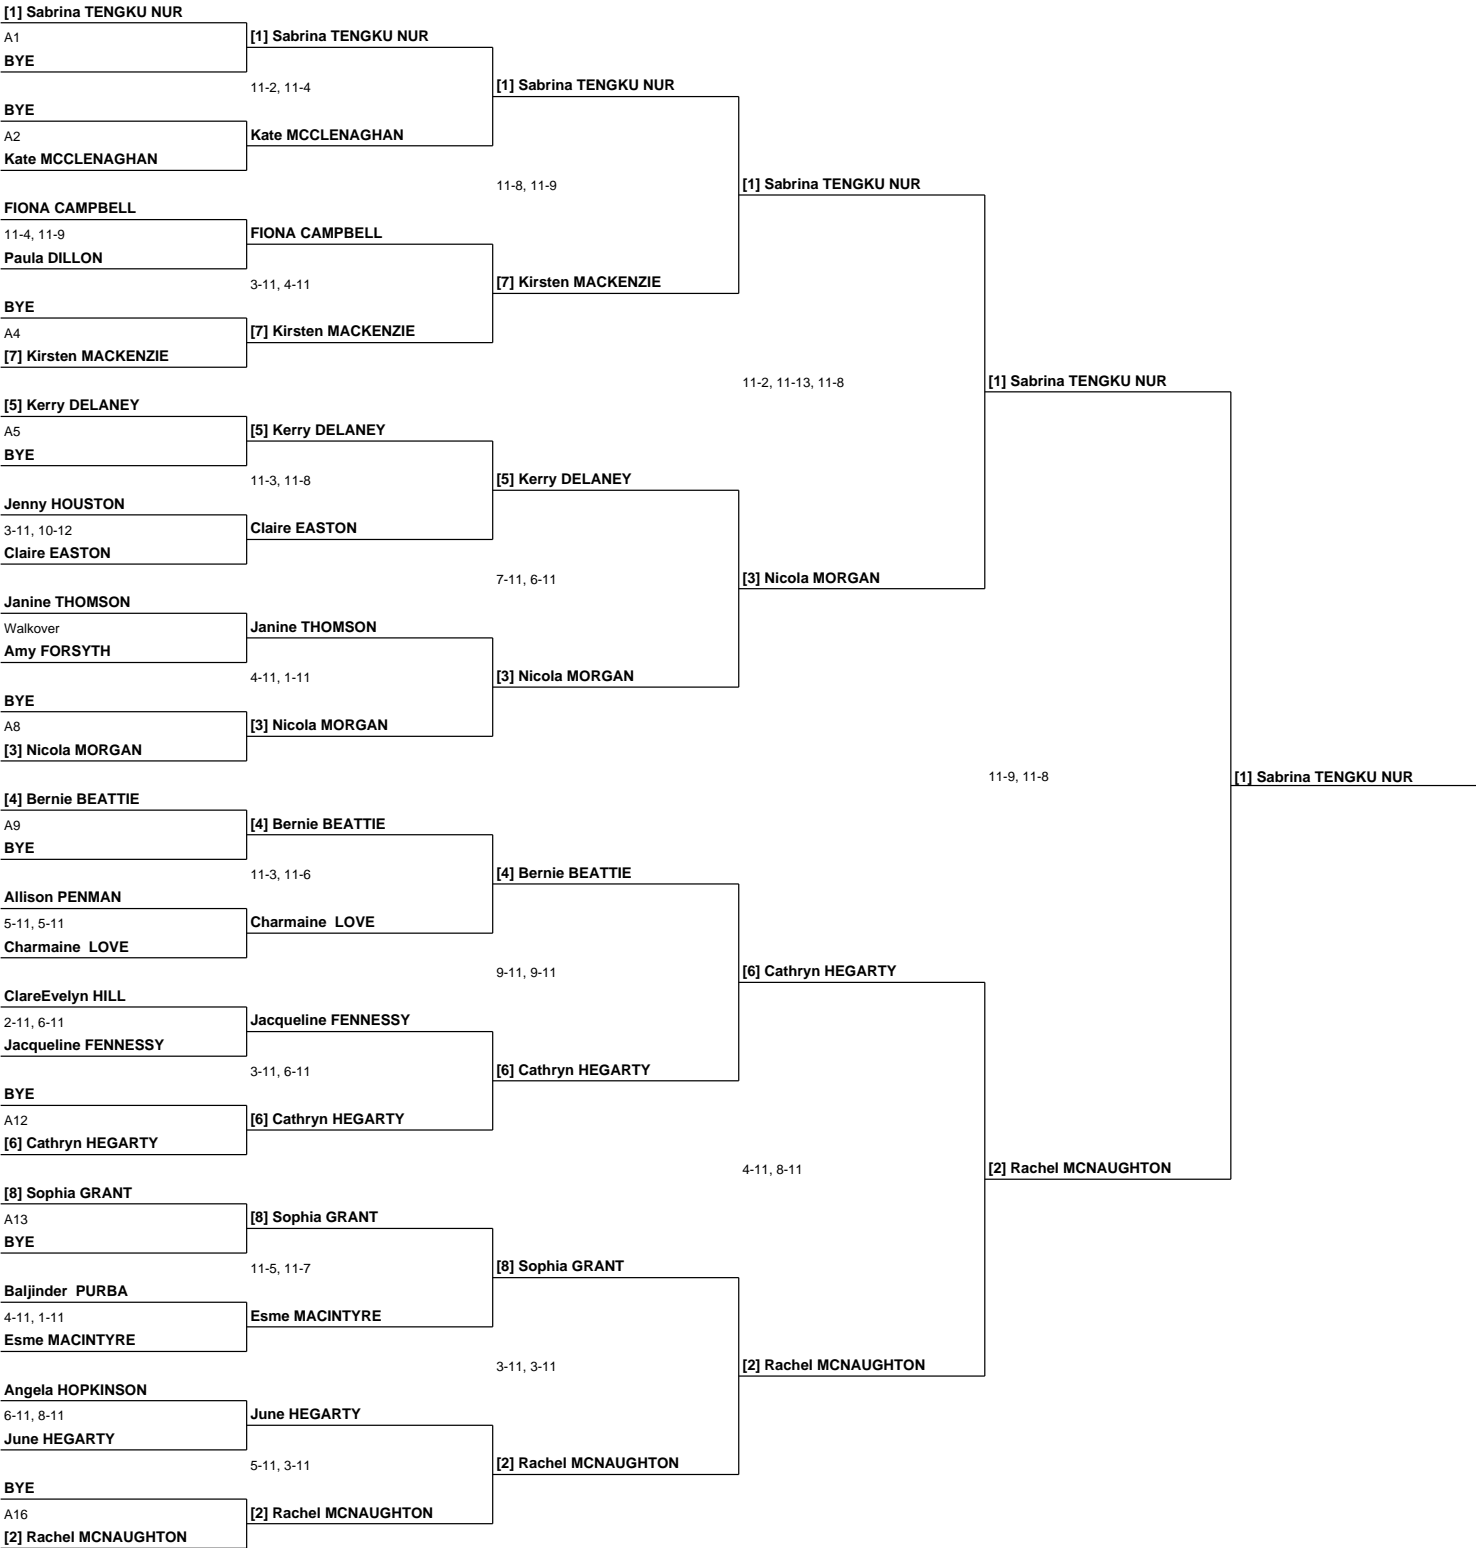 [1] Sabrina TENGKU NUR
A1
[1] Sabrina TENGKU NUR
BYE
11-2, 11-4
[1] Sabrina TENGKU NUR
BYE
A2
Kate MCCLENAGHAN
Kate MCCLENAGHAN
11-8, 11-9
[1] Sabrina TENGKU NUR
FIONA CAMPBELL
11-4, 11-9
FIONA CAMPBELL
Paula DILLON
3-11, 4-11
[7] Kirsten MACKENZIE
BYE
A4
[7] Kirsten MACKENZIE
[7] Kirsten MACKENZIE
11-2, 11-13, 11-8
[1] Sabrina TENGKU NUR
[5] Kerry DELANEY
A5
[5] Kerry DELANEY
BYE
11-3, 11-8
[5] Kerry DELANEY
Jenny HOUSTON
3-11, 10-12
Claire EASTON
Claire EASTON
7-11, 6-11
[3] Nicola MORGAN
Janine THOMSON
Walkover
Janine THOMSON
Amy FORSYTH
4-11, 1-11
[3] Nicola MORGAN
BYE
A8
[3] Nicola MORGAN
[3] Nicola MORGAN
11-9, 11-8
[1] Sabrina TENGKU NUR
[4] Bernie BEATTIE
A9
[4] Bernie BEATTIE
BYE
11-3, 11-6
[4] Bernie BEATTIE
Allison PENMAN
5-11, 5-11
Charmaine  LOVE
Charmaine  LOVE
9-11, 9-11
[6] Cathryn HEGARTY
ClareEvelyn HILL
2-11, 6-11
Jacqueline FENNESSY
Jacqueline FENNESSY
3-11, 6-11
[6] Cathryn HEGARTY
BYE
A12
[6] Cathryn HEGARTY
[6] Cathryn HEGARTY
4-11, 8-11
[2] Rachel MCNAUGHTON
[8] Sophia GRANT
A13
[8] Sophia GRANT
BYE
11-5, 11-7
[8] Sophia GRANT
Baljinder  PURBA
4-11, 1-11
Esme MACINTYRE
Esme MACINTYRE
3-11, 3-11
[2] Rachel MCNAUGHTON
Angela HOPKINSON
6-11, 8-11
June HEGARTY
June HEGARTY
5-11, 3-11
[2] Rachel MCNAUGHTON
BYE
A16
[2] Rachel MCNAUGHTON
[2] Rachel MCNAUGHTON